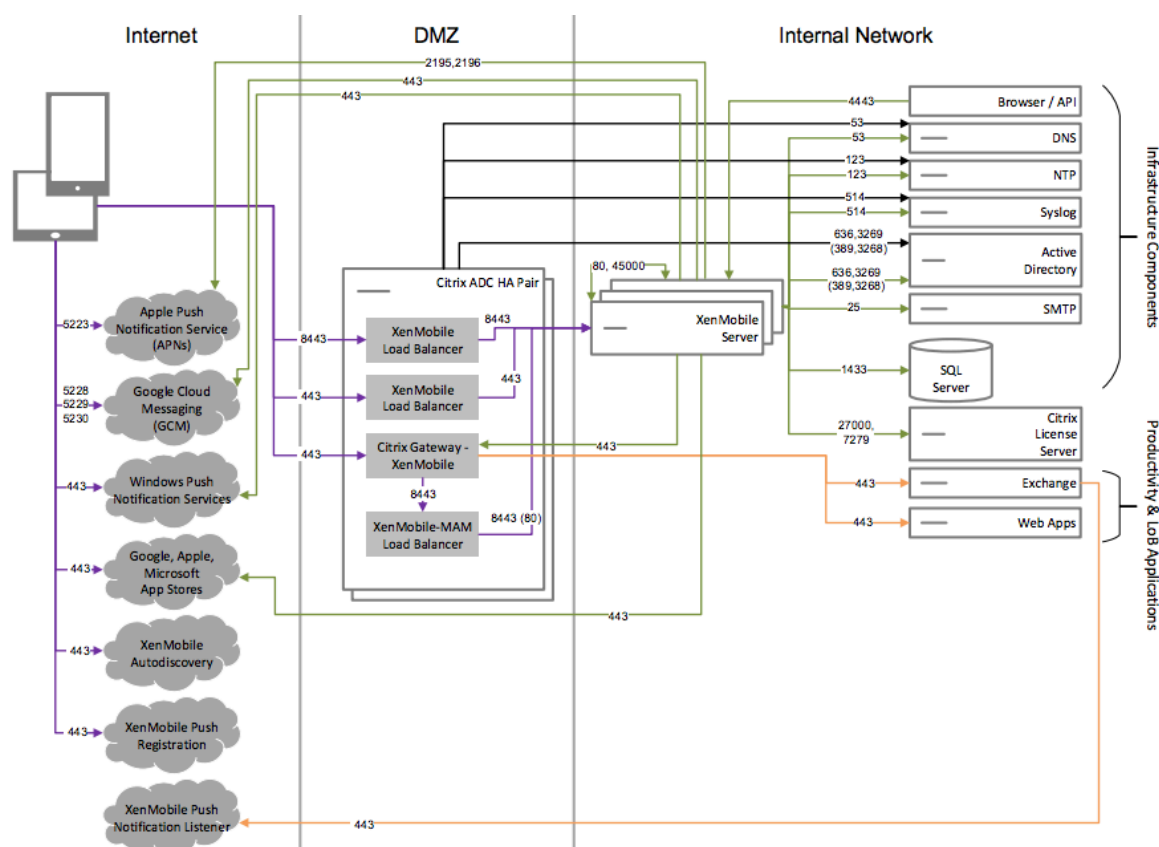 Internet
DMZ
Internal Network
2195,2196
443
443
4443
Browser / API
53
DNS
53
123
NTP
123
514
Syslog
514
636,3269
(389,3268)
Active
Directory
636,3269
(389,3268)
80, 45000
Citrix ADC HA Pair
25
SMTP
XenMobile
Server
Infrastructure Components
5223
Apple Push
Notification Service
(APNs)
8443
XenMobile
Load Balancer
8443
1433
SQL
Server
5228
5229
5230
Google Cloud
Messaging
(GCM)
443
XenMobile
Load Balancer
443
27000,
7279
Citrix
License
Server
443
Citrix Gateway -
XenMobile
443
443
Windows Push
Notification Services
8443
443
Exchange
XenMobile-MAM
Load Balancer
8443 (80)
443
Web Apps
Productivity & LoB Applications
443
Google, Apple,
Microsoft
App Stores
443
443
XenMobile
Autodiscovery
443
XenMobile Push
Registration
XenMobile Push
Notification Listener
443